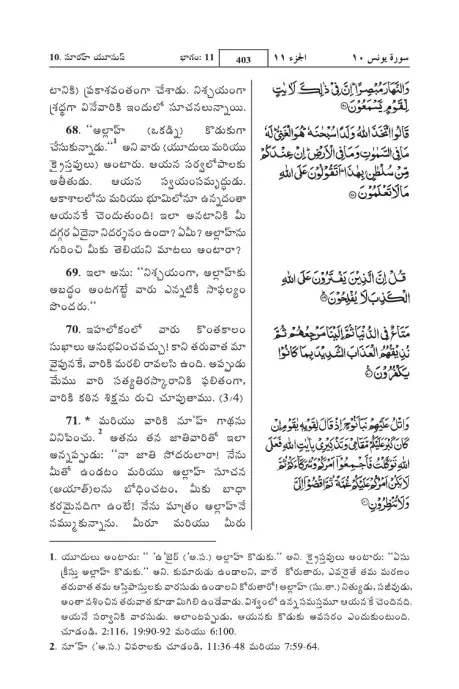 10. సూరహ్ యూనుస్ భాగం: 11 403 الجزء ١١ سورة يونس ١٠
టానికి) ప్రకాశవంతంగా చేశాడు. నిశ్చయంగా
శ్రద్ధగా వినేవారికి ఇందులో సూచనలున్నాయి.
68. ''అల్లాహ్ (ఒకడ్ని) కొడుకుగా
చేసుకున్నాడు.''1 అని వారు (యూదులు మరియు
క్రైస్తవులు) అంటారు. ఆయన సర్వలోపాలకు
అతీతుడు. ఆయన స్వయంసమృద్ధుడు.
ఆకాశాలలోను మరియు భూమిలోనూ ఉన్నదంతా
ఆయనకే చెందుతుంది! ఇలా అనటానికి మీ
దగ్గర ఏదైనా నిదర్శనం ఉందా? ఏమీ? అల్లాహ్‌ను
గురించి మీకు తెలియని మాటలు అంటారా?
69. ఇలా అను: ''నిశ్చయంగా, అల్లాహ్‌కు
అబద్ధం అంటగట్టే వారు ఎన్నటికీ సాఫల్యం
పొందరు.''
70. ఇహలోకంలో వారు కొంతకాలం
సుఖాలు అనుభవించవచ్చు! కాని తరువాత మా
వైపునకే, వారికి మరలి రావలసి ఉంది. అప్పుడు
మేము వారి సత్యతిరస్కారానికి ఫలితంగా,
వారికి కఠిన శిక్షను రుచి చూపుతాము. (3/4)
71. * మరియు వారికి నూ'హ్ గాథను
వినిపించు. 2 అతను తన జాతివారితో ఇలా
అన్నప్పుడు: ''నా జాతి సోదరులారా! నేను
మీతో ఉండటం మరియు అల్లాహ్ సూచన
(ఆయాత్)లను బోధించటం, మీకు బాధా
కరమైనదిగా ఉంటే! నేను మాత్రం అల్లాహ్‌నే
నమ్ముకున్నాను. మీరూ మరియు మీరు
وَالنَّهَارَ مُبْصِرًا إِنَّ فِي ذَٰلِكَ لَآيَٰتٍ
لِّقَوْمٍ يَسْمَعُونَ ۝
قَالُوا اتَّخَذَ اللَّهُ وَلَدًا سُبْحَٰنَهُ هُوَ الْغَنِيُّ لَهُ
مَا فِي السَّمَٰوَٰتِ وَمَا فِي الْأَرْضِ إِنْ عِندَكُم
مِّن سُلْطَٰنٍ بِهَٰذَا أَتَقُولُونَ عَلَى اللَّهِ
مَا لَا تَعْلَمُونَ ۝
قُلْ إِنَّ الَّذِينَ يَفْتَرُونَ عَلَى اللَّهِ
الْكَذِبَ لَا يُفْلِحُونَ ۝
مَتَاعٌ فِي الدُّنْيَا ثُمَّ إِلَيْنَا مَرْجِعُهُمْ ثُمَّ
نُذِيقُهُمُ الْعَذَابَ الشَّدِيدَ بِمَا كَانُوا
يَكْفُرُونَ ۝
وَاتْلُ عَلَيْهِمْ نَبَأَ نُوحٍ إِذْ قَالَ لِقَوْمِهِ يَٰقَوْمِ إِن
كَانَ كَبُرَ عَلَيْكُم مَّقَامِي وَتَذْكِيرِي بِآيَٰتِ اللَّهِ فَعَلَى
اللَّهِ تَوَكَّلْتُ فَأَجْمِعُوا أَمْرَكُمْ وَشُرَكَاءَكُمْ ثُمَّ
لَا يَكُنْ أَمْرُكُمْ عَلَيْكُمْ غُمَّةً ثُمَّ اقْضُوا إِلَيَّ
وَلَا تُنظِرُونِ ۝
1. యూదులు అంటారు: '' 'ఉ'జైర్ ('అ.స.) అల్లాహ్ కొడుకు.'' అని. క్రైస్తవులు అంటారు: ''ఏసు
క్రీస్తు అల్లాహ్ కొడుకు.'' అని. కుమారుడు ఉండాలని, వారే కోరుతారు, ఎవరైతే తమ మరణం
తరువాత తమ ఆస్తిపాస్తులకు వారసుడు ఉండాలని కోరుతారో! అల్లాహ్ (సు.తా.) నిత్యుడు, సజీవుడు,
అంతా నశించిన తరువాత కూడా మిగిలి ఉండేవాడు. విశ్వంలో ఉన్న సమస్తమూ ఆయనకే చెందినది.
ఆయనే సర్వానికి వారసుడు. అలాంటప్పుడు, ఆయనకు కొడుకు అవసరం ఎందుకుంటుంది.
చూడండి, 2:116, 19:90-92 మరియు 6:100.
2. నూ'హ్ ('అ.స.) వివరాలకు చూడండి, 11:36-48 మరియు 7:59-64.